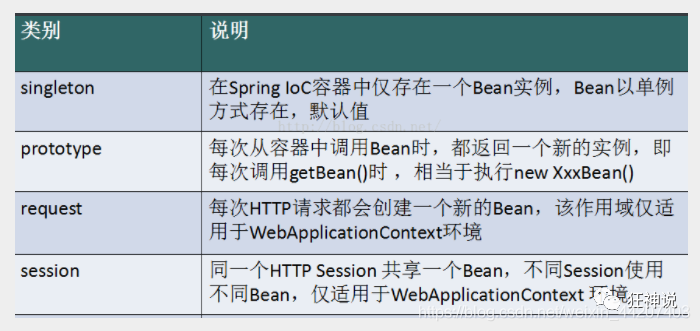 类别 说明
singleton 在Spring IoC容器中仅存在一个Bean实例，Bean以单例
方式存在，默认值
http://blog.csdn.net/
prototype 每次从容器中调用Bean时，都返回一个新的实例，即
每次调用getBean()时 ，相当于执行new XxxBean()
request 每次HTTP请求都会创建一个新的Bean，该作用域仅适
用于WebApplicationContext环境
session 同一个HTTP Session 共享一个Bean，不同Session使用
不同Bean，仅适用于WebApplicationContext 环境
狂神说